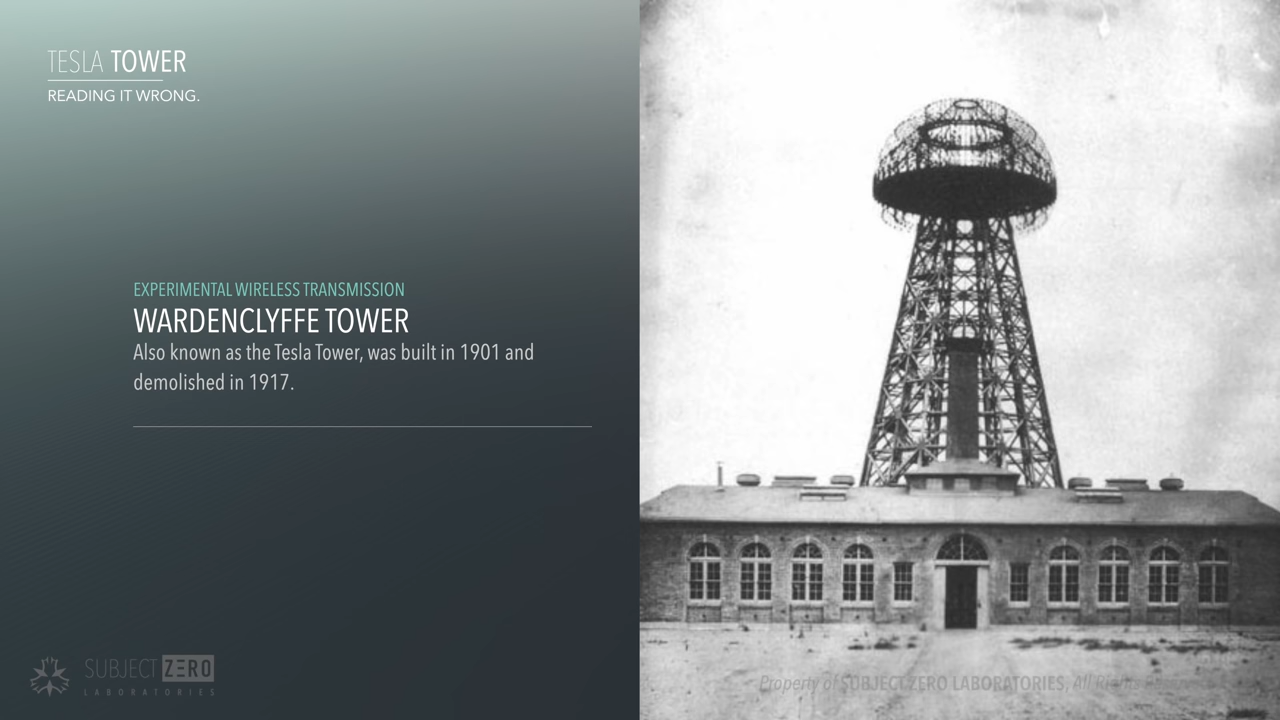 TESLA TOWER
READING IT WRONG.
EXPERIMENTAL WIRELESS TRANSMISSION
WARDENCLYFFE TOWER
Also known as the Tesla Tower, was built in 1901 and
demolished in 1917.
SUBJECT ZERO
LABORATORIES
Property of SUBJECT ZERO LABORATORIES, All Rights